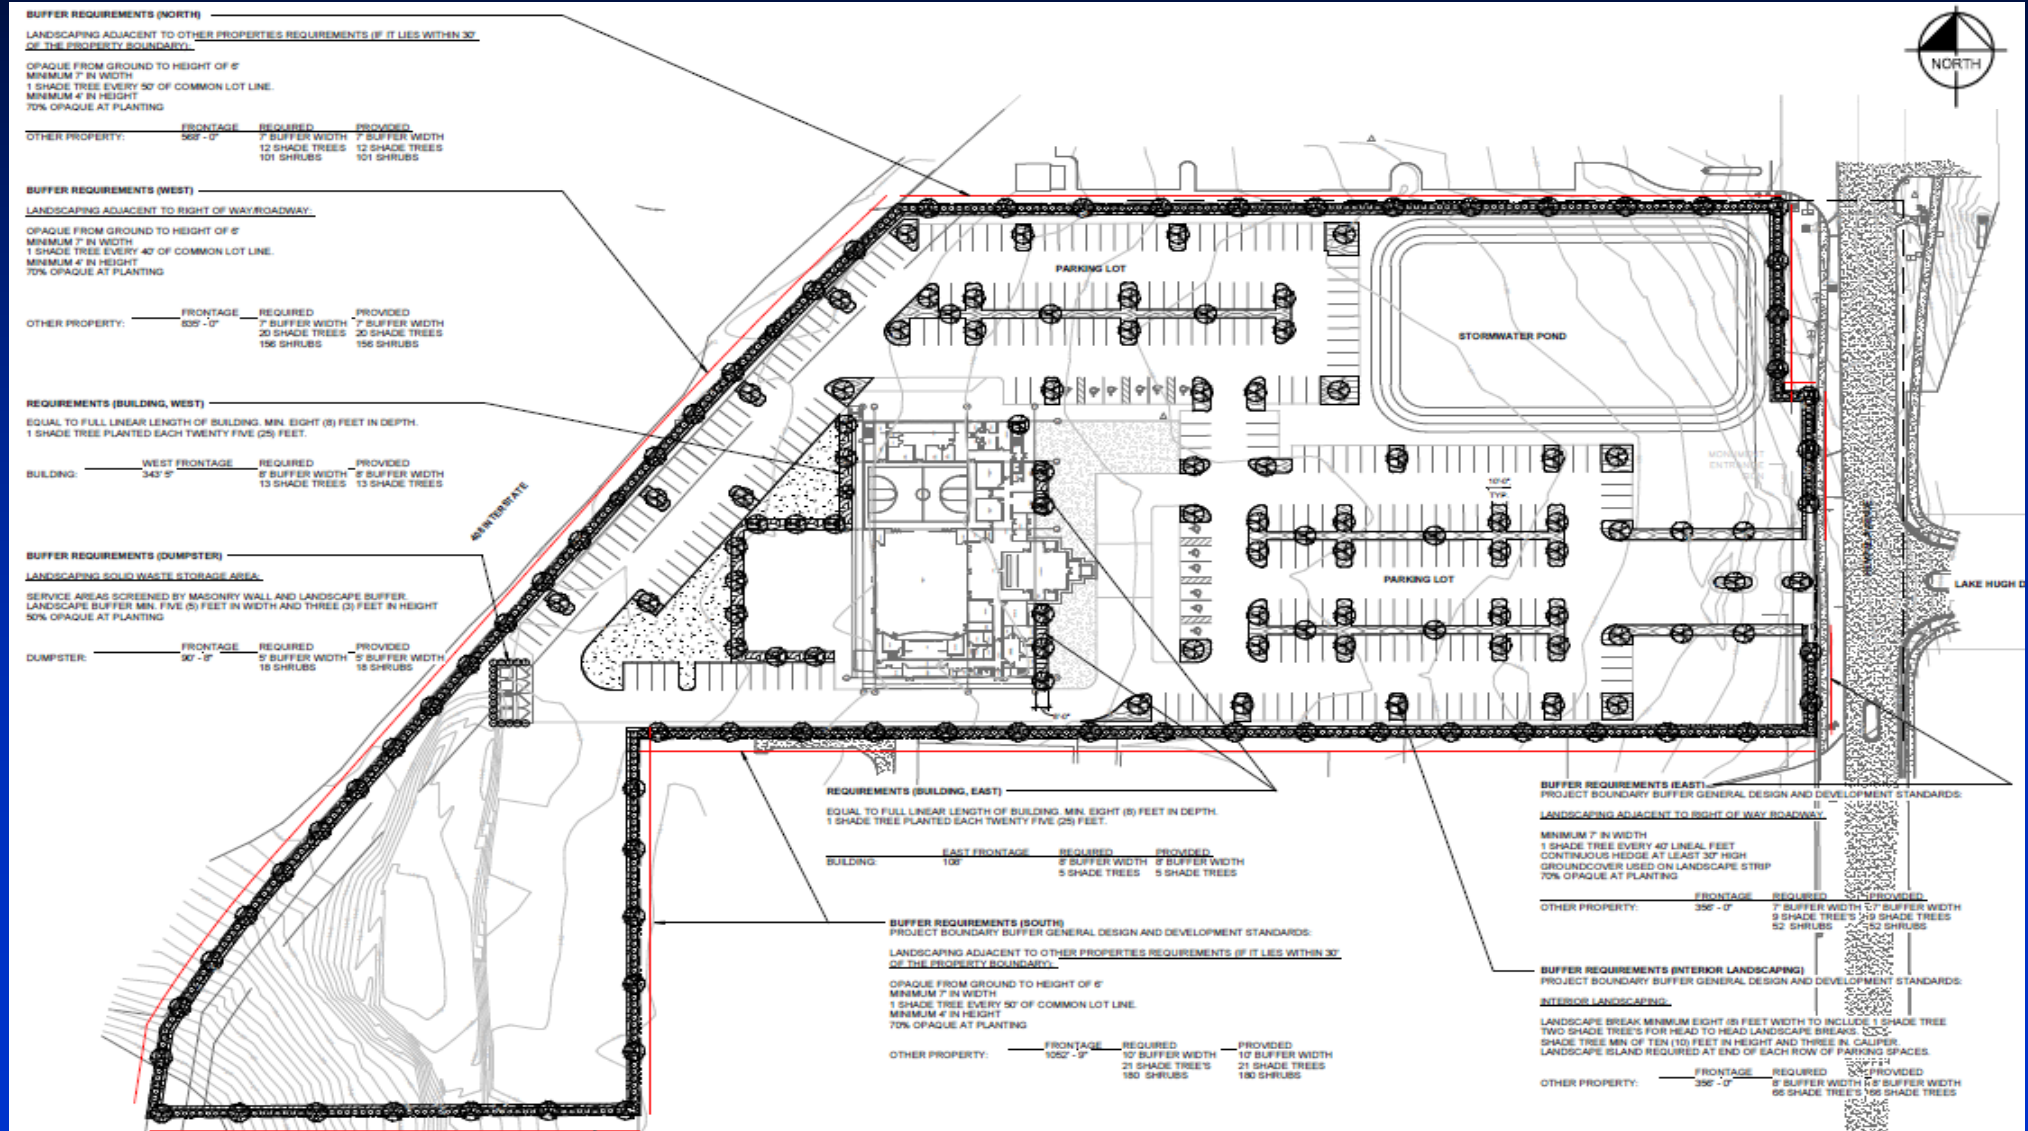 BUFFER REQUIREMENTS (NORTH)
LANDSCAPING ADJACENT TO OTHER PROPERTIES REQUIREMENTS (IF IT LIES WITHIN 30'
OF THE PROPERTY BOUNDARY):
OPAQUE FROM GROUND TO HEIGHT OF 6'
MINIMUM 7' IN WIDTH
1 SHADE TREE EVERY 50' OF COMMON LOT LINE.
MINIMUM 4' IN HEIGHT
70% OPAQUE AT PLANTING
FRONTAGE REQUIRED PROVIDED
OTHER PROPERTY: 568' - 0" 7' BUFFER WIDTH 7' BUFFER WIDTH
12 SHADE TREES 12 SHADE TREES
101 SHRUBS 101 SHRUBS
BUFFER REQUIREMENTS (WEST)
LANDSCAPING ADJACENT TO RIGHT OF WAY/ROADWAY:
OPAQUE FROM GROUND TO HEIGHT OF 6'
MINIMUM 7' IN WIDTH
1 SHADE TREE EVERY 40' OF COMMON LOT LINE.
MINIMUM 4' IN HEIGHT
70% OPAQUE AT PLANTING
FRONTAGE REQUIRED PROVIDED
OTHER PROPERTY: 835' - 0" 7' BUFFER WIDTH 7' BUFFER WIDTH
20 SHADE TREES 20 SHADE TREES
156 SHRUBS 156 SHRUBS
REQUIREMENTS (BUILDING, WEST)
EQUAL TO FULL LINEAR LENGTH OF BUILDING. MIN. EIGHT (8) FEET IN DEPTH.
1 SHADE TREE PLANTED EACH TWENTY FIVE (25) FEET.
WEST FRONTAGE REQUIRED PROVIDED
BUILDING: 343' 5" 8' BUFFER WIDTH 8' BUFFER WIDTH
13 SHADE TREES 13 SHADE TREES
BUFFER REQUIREMENTS (DUMPSTER)
LANDSCAPING SOLID WASTE STORAGE AREA:
SERVICE AREAS SCREENED BY MASONRY WALL AND LANDSCAPE BUFFER.
LANDSCAPE BUFFER MIN. FIVE (5) FEET IN WIDTH AND THREE (3) FEET IN HEIGHT
50% OPAQUE AT PLANTING
FRONTAGE REQUIRED PROVIDED
DUMPSTER: 90' - 8" 5' BUFFER WIDTH 5' BUFFER WIDTH
18 SHRUBS 18 SHRUBS
NORTH
PARKING LOT
STORMWATER POND
408 INTERSTATE
MONUMENT
ENTRANCE
SIGN
10'-0"
TYP.
PARKING LOT
LAKE HUGH D
8'-0"
REQUIREMENTS (BUILDING, EAST)
EQUAL TO FULL LINEAR LENGTH OF BUILDING. MIN. EIGHT (8) FEET IN DEPTH.
1 SHADE TREE PLANTED EACH TWENTY FIVE (25) FEET.
EAST FRONTAGE REQUIRED PROVIDED
BUILDING: 108' 8' BUFFER WIDTH 8' BUFFER WIDTH
5 SHADE TREES 5 SHADE TREES
BUFFER REQUIREMENTS (SOUTH)
PROJECT BOUNDARY BUFFER GENERAL DESIGN AND DEVELOPMENT STANDARDS:
LANDSCAPING ADJACENT TO OTHER PROPERTIES REQUIREMENTS (IF IT LIES WITHIN 30'
OF THE PROPERTY BOUNDARY):
OPAQUE FROM GROUND TO HEIGHT OF 6'
MINIMUM 7' IN WIDTH
1 SHADE TREE EVERY 50' OF COMMON LOT LINE.
MINIMUM 4' IN HEIGHT
70% OPAQUE AT PLANTING
FRONTAGE REQUIRED PROVIDED
OTHER PROPERTY: 1052' - 9" 10' BUFFER WIDTH 10' BUFFER WIDTH
21 SHADE TREE'S 21 SHADE TREES
180 SHRUBS 180 SHRUBS
BUFFER REQUIREMENTS (EAST)
PROJECT BOUNDARY BUFFER GENERAL DESIGN AND DEVELOPMENT STANDARDS:
LANDSCAPING ADJACENT TO RIGHT OF WAY ROADWAY
MINIMUM 7' IN WIDTH
1 SHADE TREE EVERY 40' LINEAL FEET
CONTINUOUS HEDGE AT LEAST 30" HIGH
GROUNDCOVER USED ON LANDSCAPE STRIP
70% OPAQUE AT PLANTING
FRONTAGE REQUIRED PROVIDED
OTHER PROPERTY: 356' - 0" 7' BUFFER WIDTH 7' BUFFER WIDTH
9 SHADE TREE'S 9 SHADE TREES
52 SHRUBS 52 SHRUBS
BUFFER REQUIREMENTS (INTERIOR LANDSCAPING)
PROJECT BOUNDARY BUFFER GENERAL DESIGN AND DEVELOPMENT STANDARDS:
INTERIOR LANDSCAPING:
LANDSCAPE BREAK MINIMUM EIGHT (8) FEET WIDTH TO INCLUDE 1 SHADE TREE
TWO SHADE TREE'S FOR HEAD TO HEAD LANDSCAPE BREAKS.
SHADE TREE MIN OF TEN (10) FEET IN HEIGHT AND THREE IN. CALIPER.
LANDSCAPE ISLAND REQUIRED AT END OF EACH ROW OF PARKING SPACES.
FRONTAGE REQUIRED PROVIDED
OTHER PROPERTY: 356' - 0" 8' BUFFER WIDTH 8' BUFFER WIDTH
66 SHADE TREE'S 66 SHADE TREES